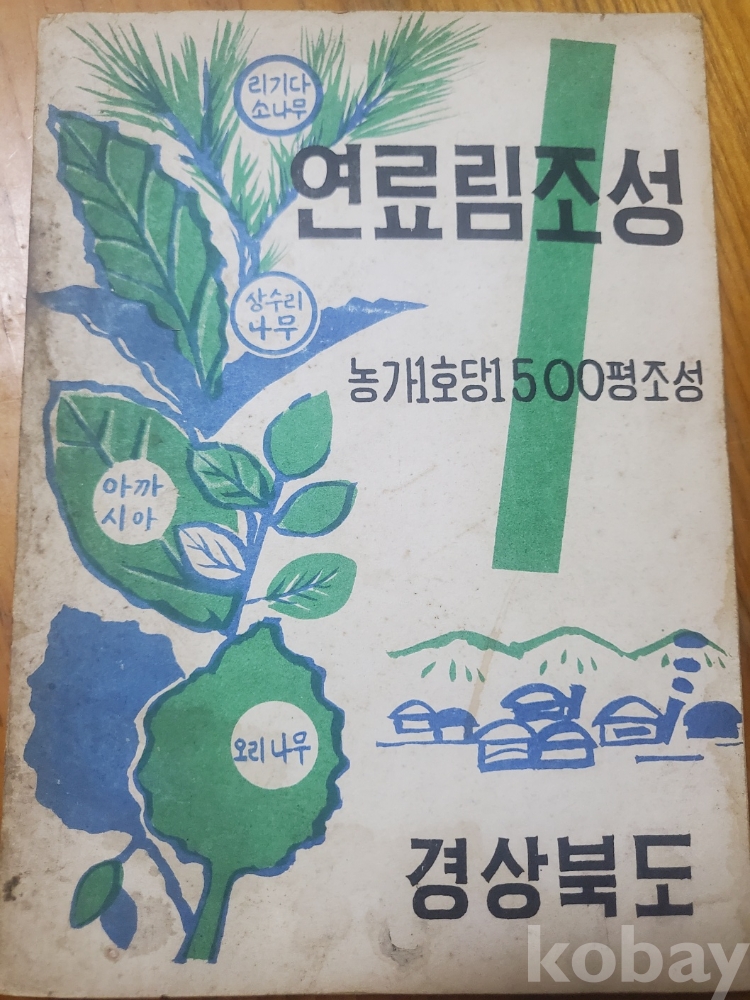 리기다
소나무
연료림조성
상수리
나무
농가1호당1500평조성
아까
시아
오리나무
경상북도
kobay